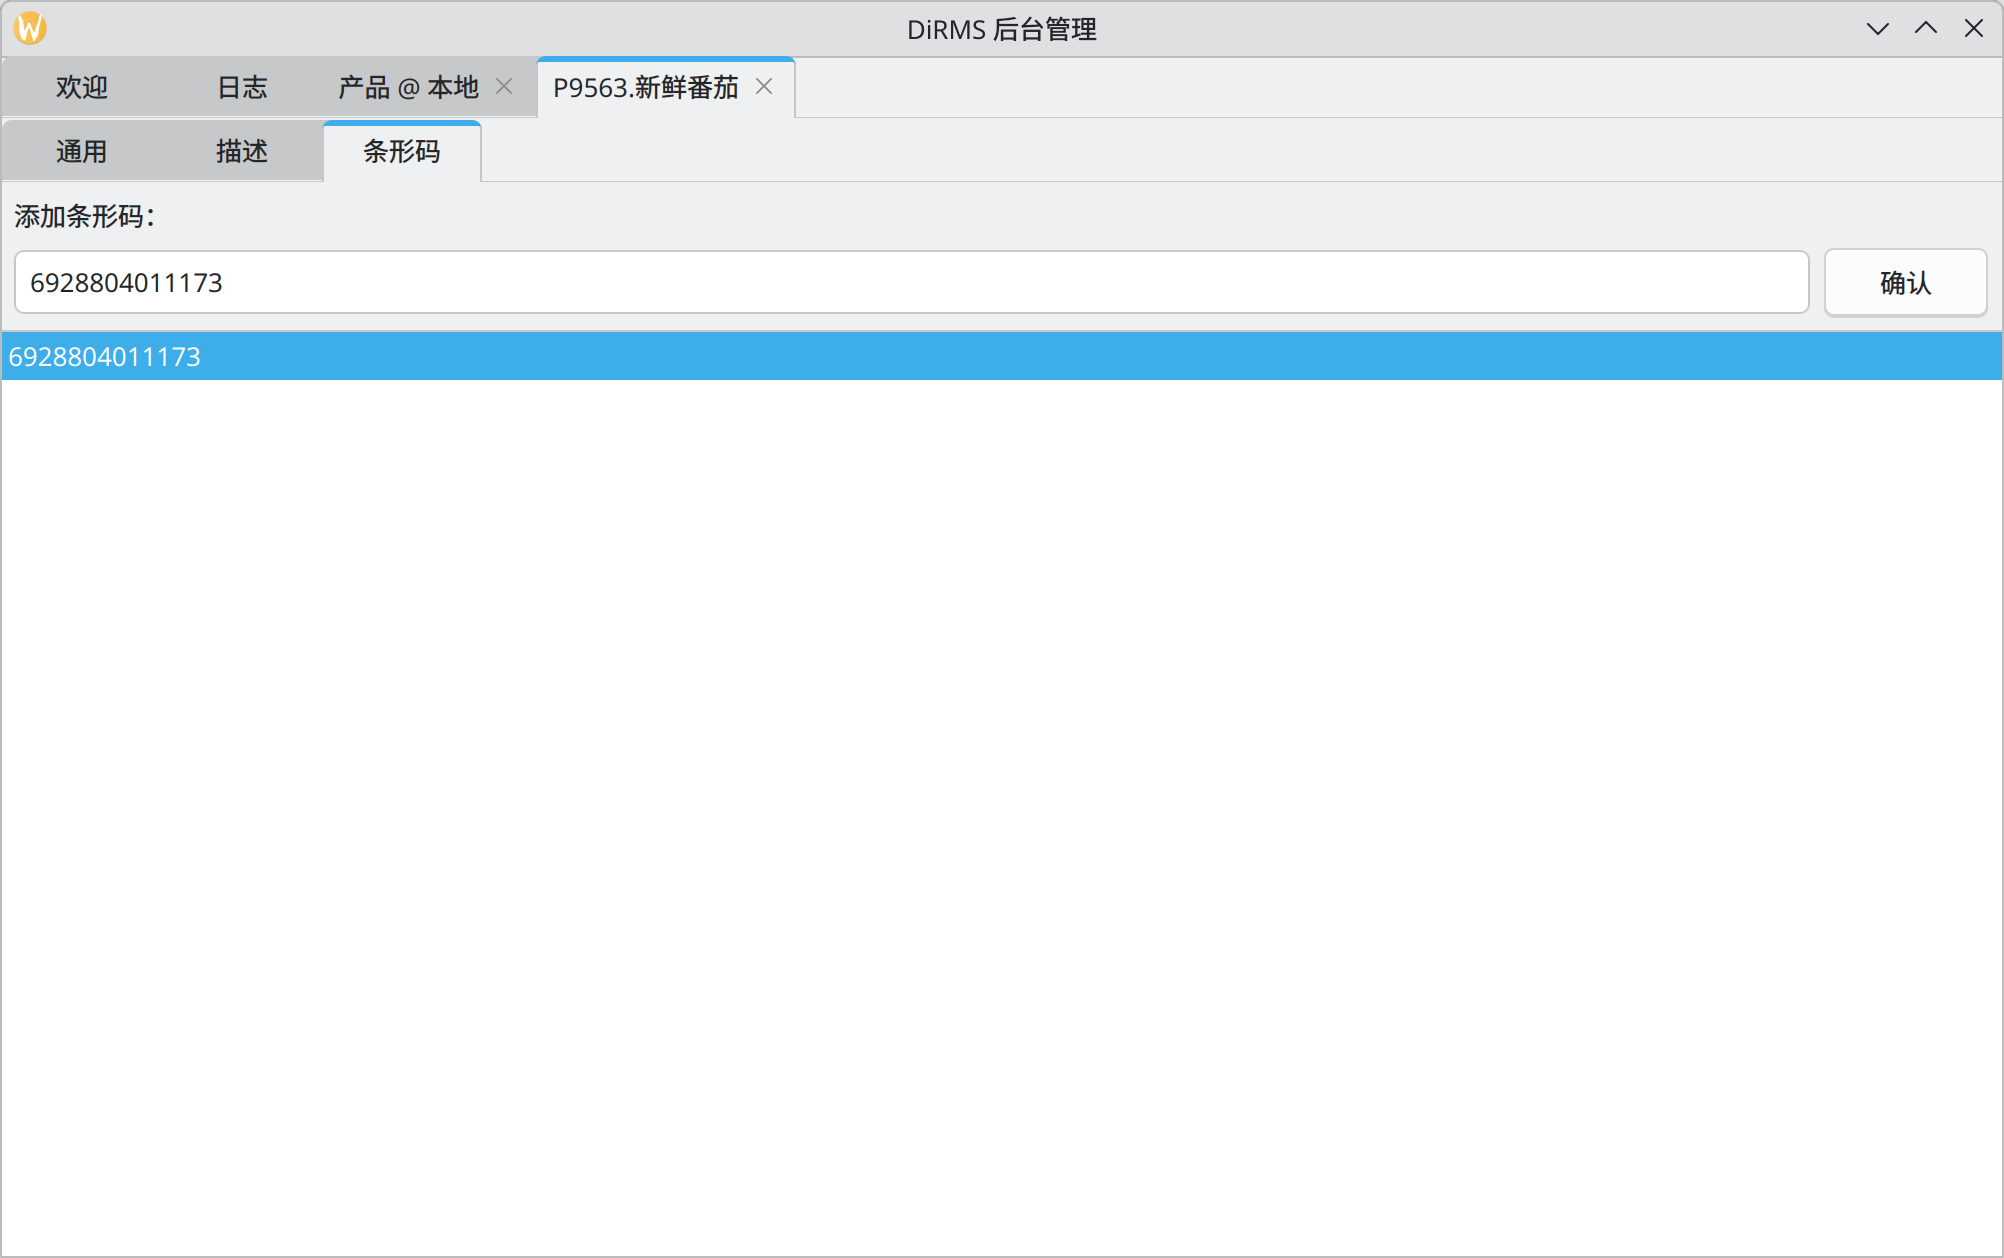 DiRMS 后台管理
欢迎 日志 产品 @ 本地 P9563.新鲜番茄
通用 描述 条形码
添加条形码：
6928804011173 确认
6928804011173